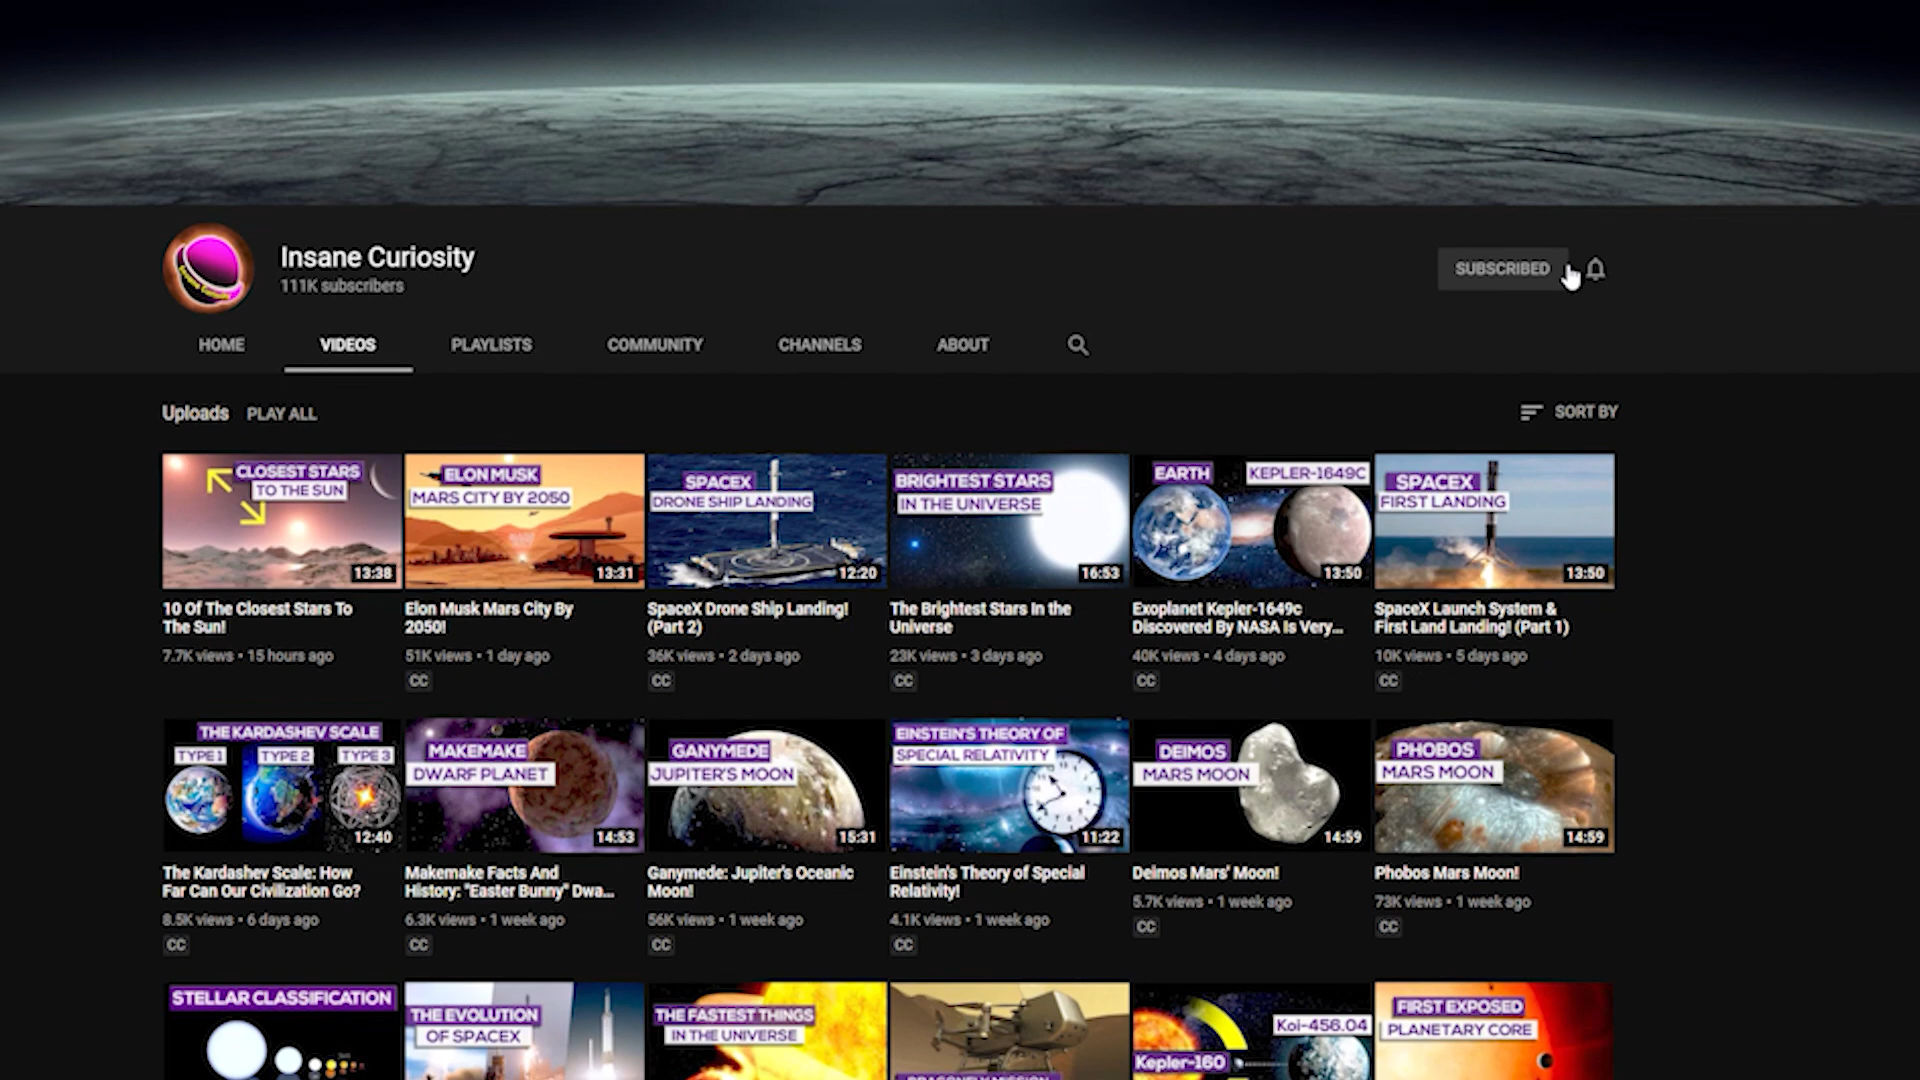 Insane Curiosity
111K subscribers
SUBSCRIBED
HOME
VIDEOS
PLAYLISTS
COMMUNITY
CHANNELS
ABOUT
Uploads
PLAY ALL
SORT BY
CLOSEST STARS
TO THE SUN
13:38
ELON MUSK
MARS CITY BY 2050
13:31
SPACEX
DRONE SHIP LANDING
12:20
BRIGHTEST STARS
IN THE UNIVERSE
16:53
EARTH
KEPLER-1649C
13:50
SPACEX
FIRST LANDING
13:50
10 Of The Closest Stars To
The Sun!
7.7K views • 15 hours ago
Elon Musk Mars City By
2050!
51K views • 1 day ago
CC
SpaceX Drone Ship Landing!
(Part 2)
36K views • 2 days ago
CC
The Brightest Stars In the
Universe
23K views • 3 days ago
CC
Exoplanet Kepler-1649c
Discovered By NASA Is Very...
40K views • 4 days ago
CC
SpaceX Launch System &
First Land Landing! (Part 1)
10K views • 5 days ago
CC
THE KARDASHEV SCALE
TYPE 1
TYPE 2
TYPE 3
12:40
MAKEMAKE
DWARF PLANET
14:53
GANYMEDE
JUPITER'S MOON
15:31
EINSTEIN'S THEORY OF
SPECIAL RELATIVITY
11:22
DEIMOS
MARS MOON
14:59
PHOBOS
MARS MOON
14:59
The Kardashev Scale: How
Far Can Our Civilization Go?
8.5K views • 6 days ago
CC
Makemake Facts And
History: "Easter Bunny" Dwa...
6.3K views • 1 week ago
CC
Ganymede: Jupiter's Oceanic
Moon!
56K views • 1 week ago
CC
Einstein's Theory of Special
Relativity!
4.1K views • 1 week ago
CC
Deimos Mars' Moon!
5.7K views • 1 week ago
CC
Phobos Mars Moon!
73K views • 1 week ago
CC
STELLAR CLASSIFICATION
THE EVOLUTION
OF SPACEX
THE FASTEST THINGS
IN THE UNIVERSE
DRAGONFLY MISSION
Koi-456.04
Kepler-160
FIRST EXPOSED
PLANETARY CORE